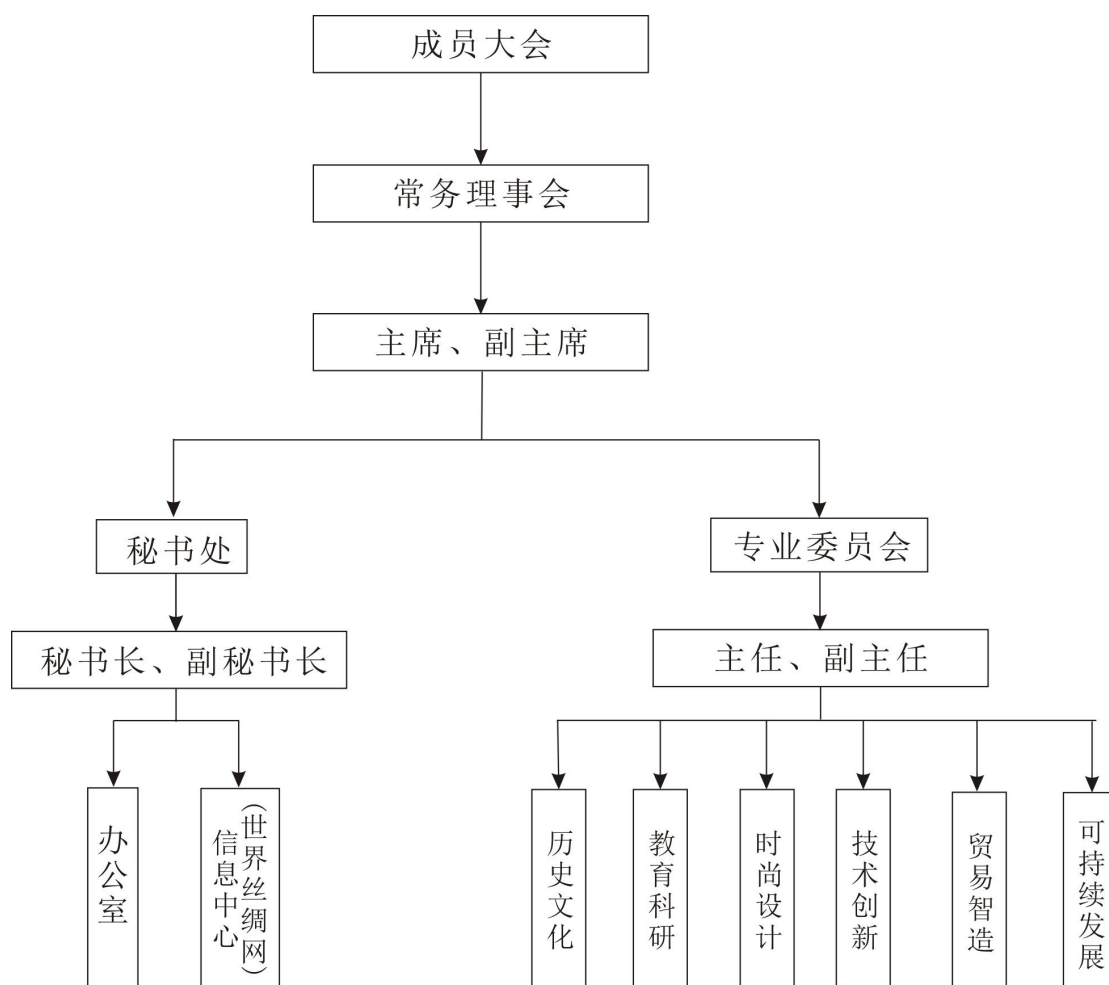 成员大会
常务理事会
主席、副主席
秘书处
专业委员会
秘书长、副秘书长
主任、副主任
办公室
信息中心
(世界丝绸网)
历史文化
教育科研
时尚设计
技术创新
贸易智造
可持续发展